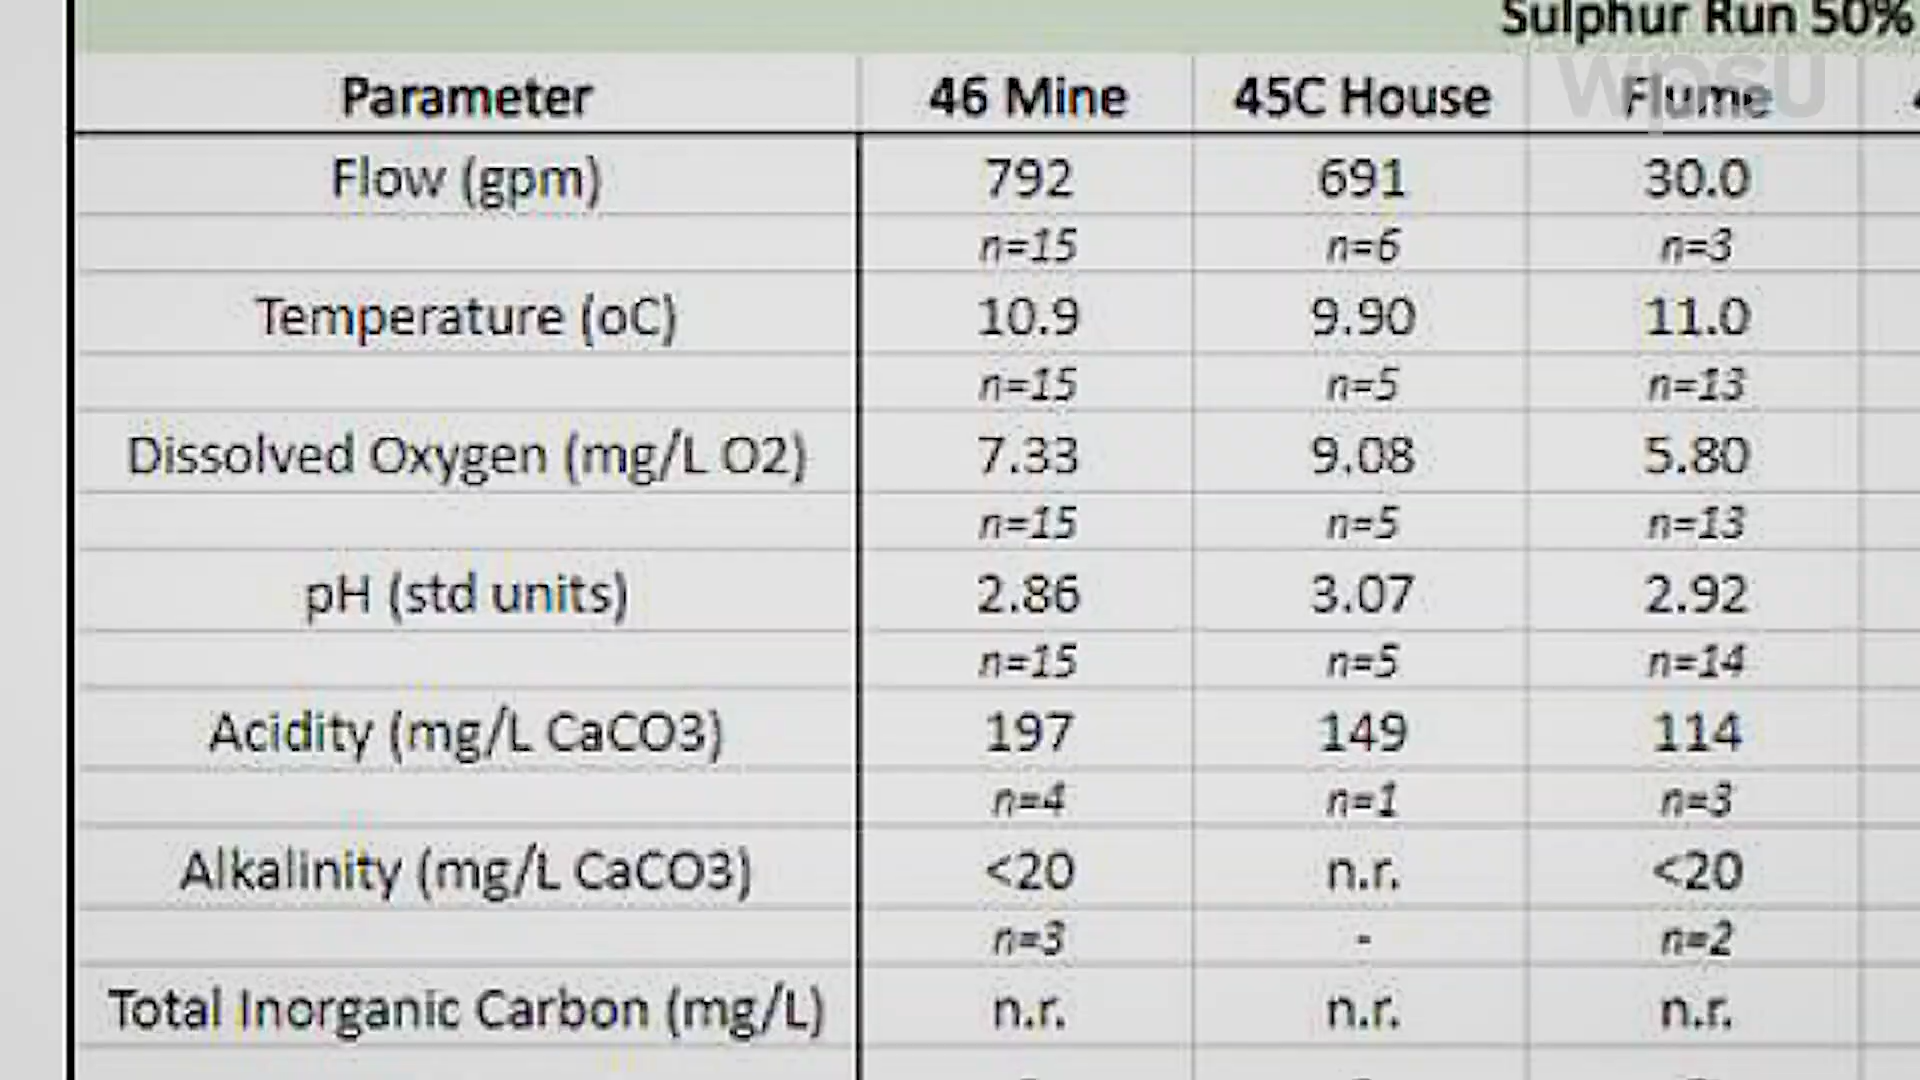 Sulphur Run 50%
wpsu
Parameter 46 Mine 45C House Flume
Flow (gpm) 792 691 30.0
n=15 n=6 n=3
Temperature (oC) 10.9 9.90 11.0
n=15 n=5 n=13
Dissolved Oxygen (mg/L O2) 7.33 9.08 5.80
n=15 n=5 n=13
pH (std units) 2.86 3.07 2.92
n=15 n=5 n=14
Acidity (mg/L CaCO3) 197 149 114
n=4 n=1 n=3
Alkalinity (mg/L CaCO3) <20 n.r. <20
n=3 - n=2
Total Inorganic Carbon (mg/L) n.r. n.r. n.r.